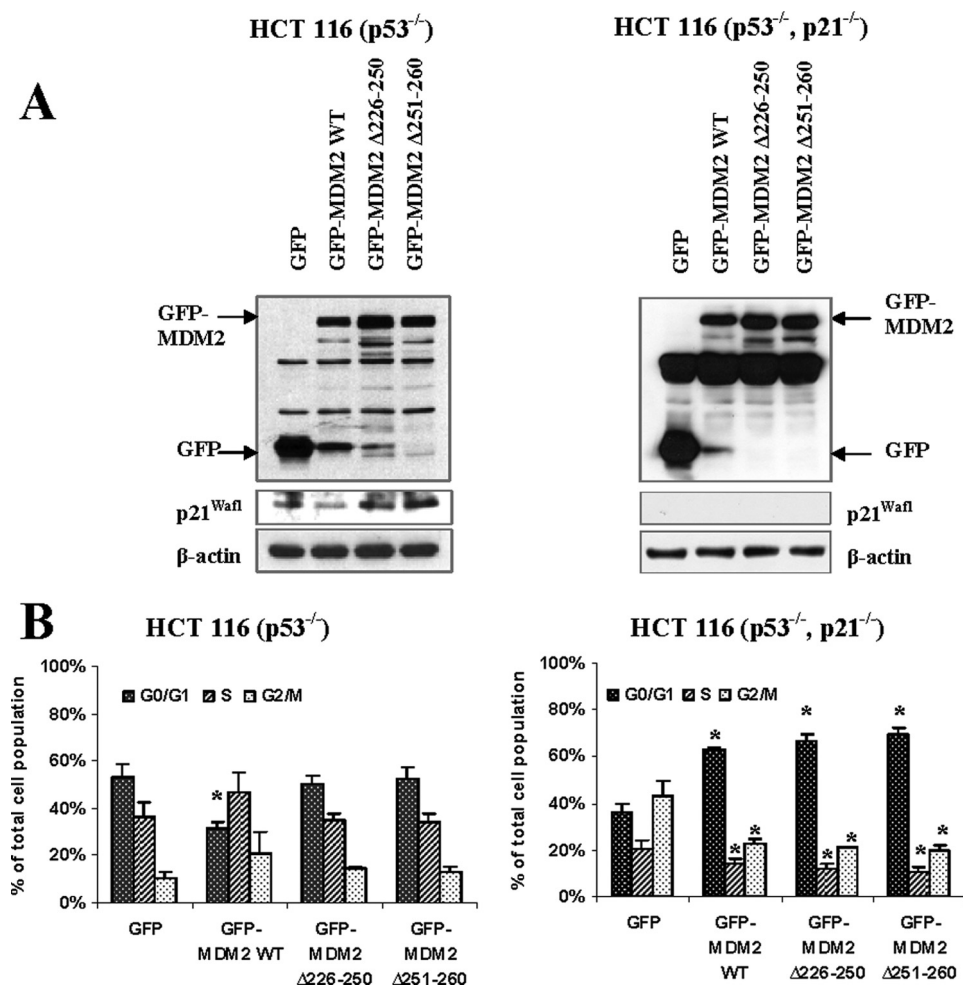 HCT 116 (p53-/-)
HCT 116 (p53-/-, p21-/-)
A
GFP
GFP-MDM2 WT
GFP-MDM2 Δ226-250
GFP-MDM2 Δ251-260
GFP
GFP-MDM2 WT
GFP-MDM2 Δ226-250
GFP-MDM2 Δ251-260
GFP-
MDM2
GFP
p21Waf1
β-actin
GFP-
MDM2
GFP
p21Waf1
β-actin
B
HCT 116 (p53-/-)
HCT 116 (p53-/-, p21-/-)
% of total cell population
100%
80%
60%
40%
20%
0%
G0/G1 S G2/M
*
GFP
GFP-
MDM2 WT
GFP-
MDM2
Δ226-250
GFP-
MDM2
Δ251-260
% of total cell population
100%
80%
60%
40%
20%
0%
G0/G1 S G2/M
* * *
* * * * * *
GFP
GFP-
MDM2
WT
GFP-
MDM2
Δ226-250
GFP-
MDM2
Δ251-260